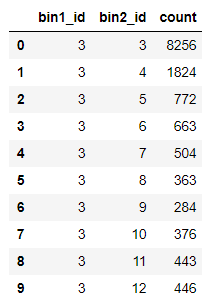 bin1_id bin2_id count
0 3 3 8256
1 3 4 1824
2 3 5 772
3 3 6 663
4 3 7 504
5 3 8 363
6 3 9 284
7 3 10 376
8 3 11 443
9 3 12 446